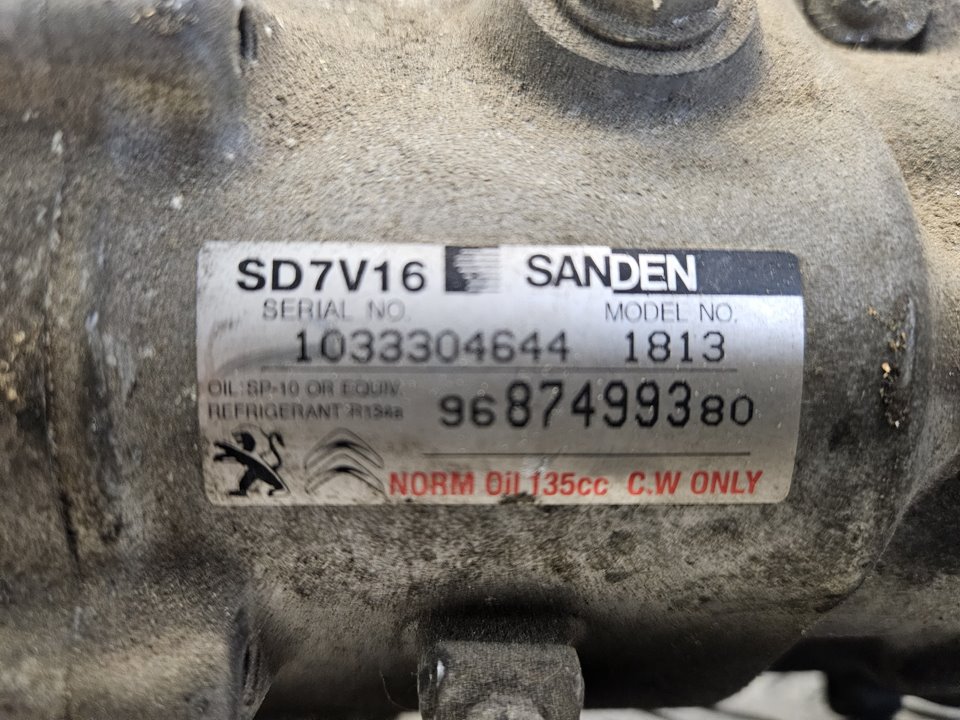 SD7V16 SANDEN
SERIAL NO. MODEL NO.
1033304644 1813
OIL: SP-10 OR EQUIV.
REFRIGERANT R134a
9687499380
NORM Oil 135cc C.W ONLY